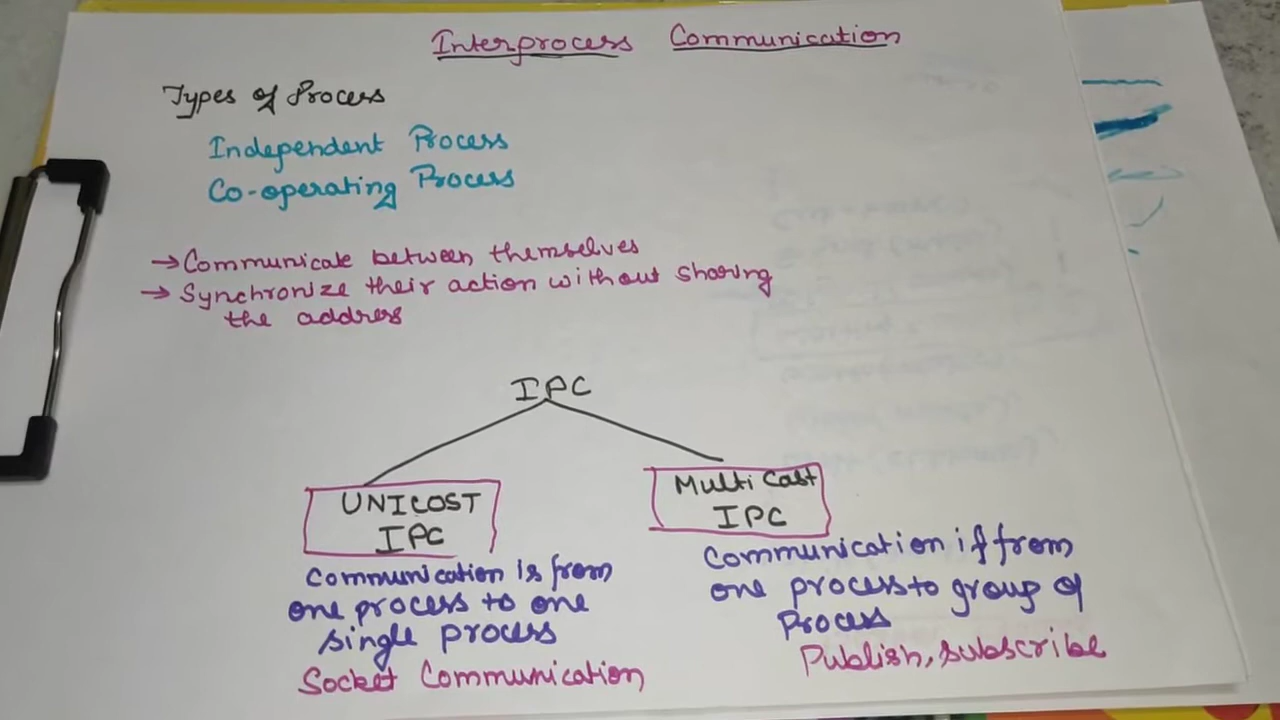 Interprocess Communication
Types of Process
Independent Process
Co-operating Process
→ Communicate between themselves
→ Synchronize their action without sharing
the address
IPC
UNICOST
IPC
Multi Cast
IPC
Communication is from
one process to one
single process
Socket Communication
Communication if from
one process to group of
Process
Publish, subscribe